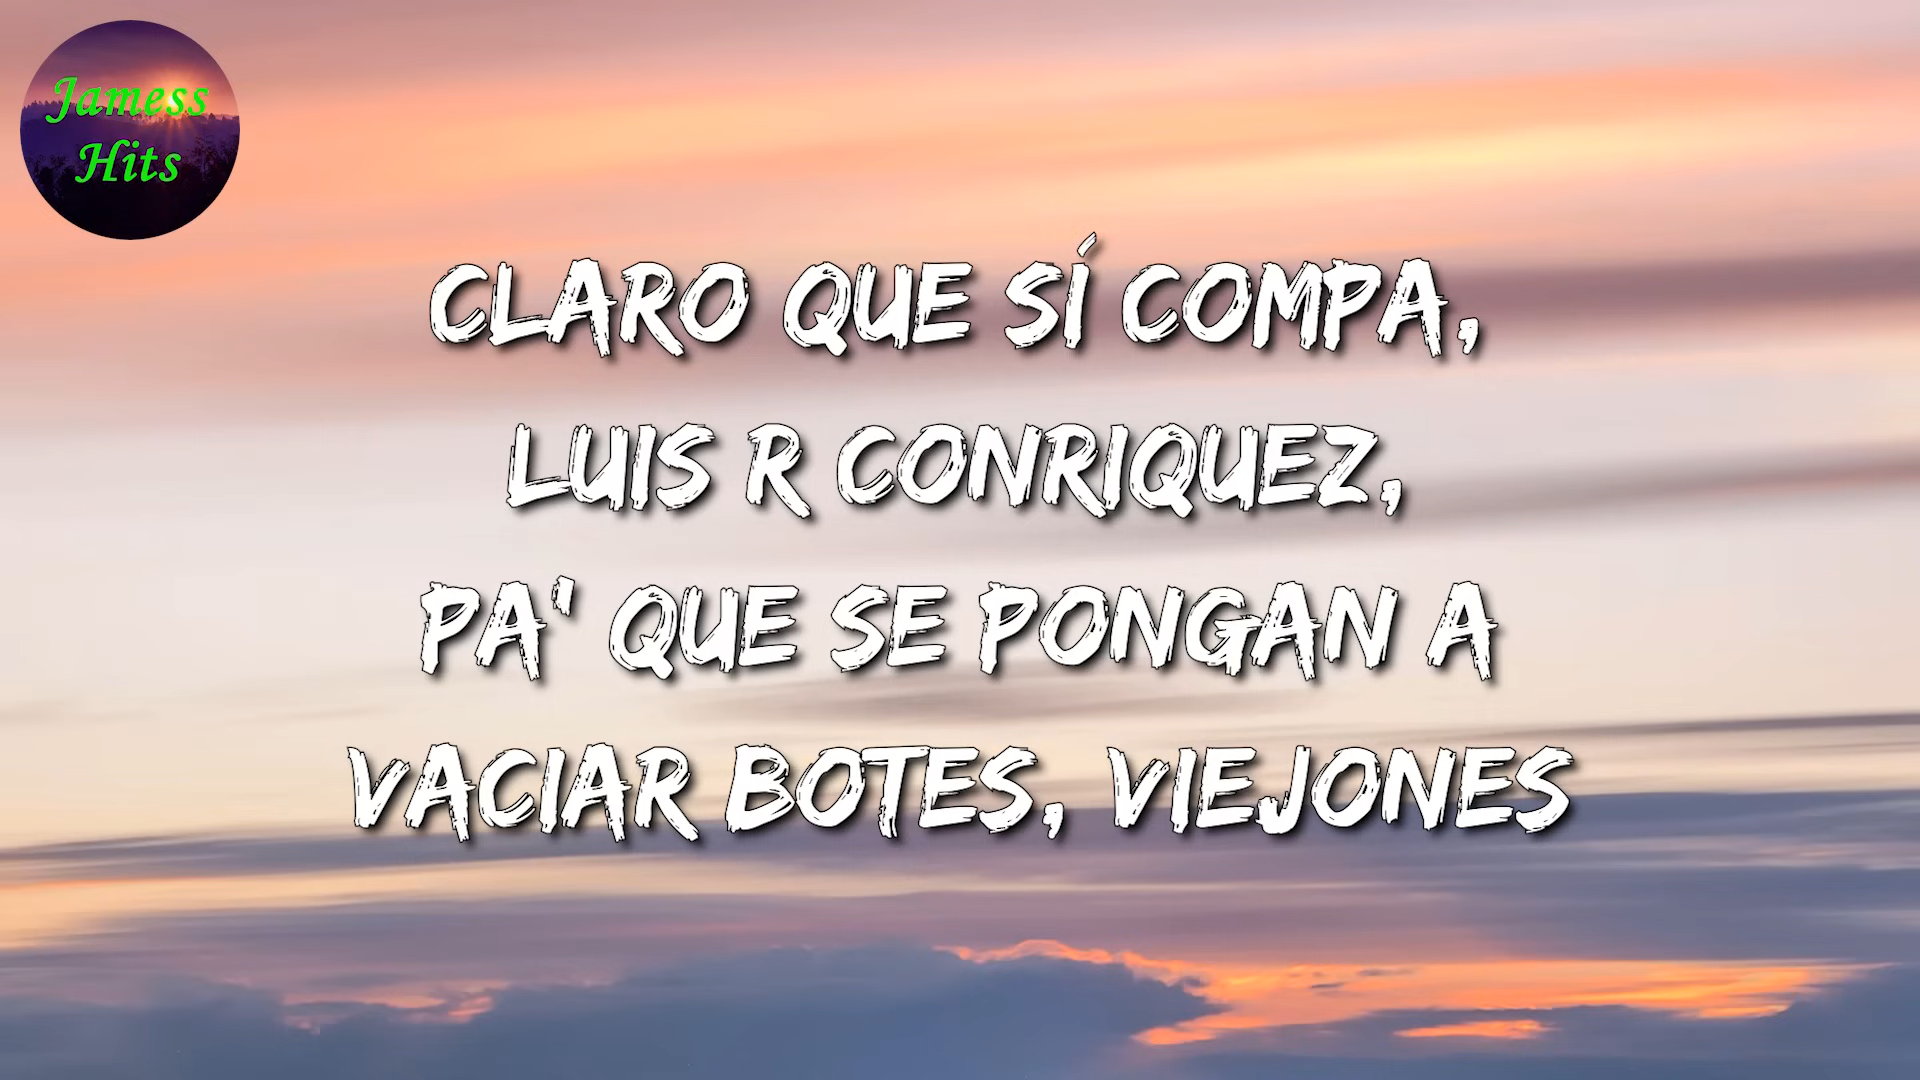 Jamess
Hits
CLARO QUE SÍ COMPA,
LUIS R CONRIQUEZ,
PA' QUE SE PONGAN A
VACIAR BOTES, VIEJONES